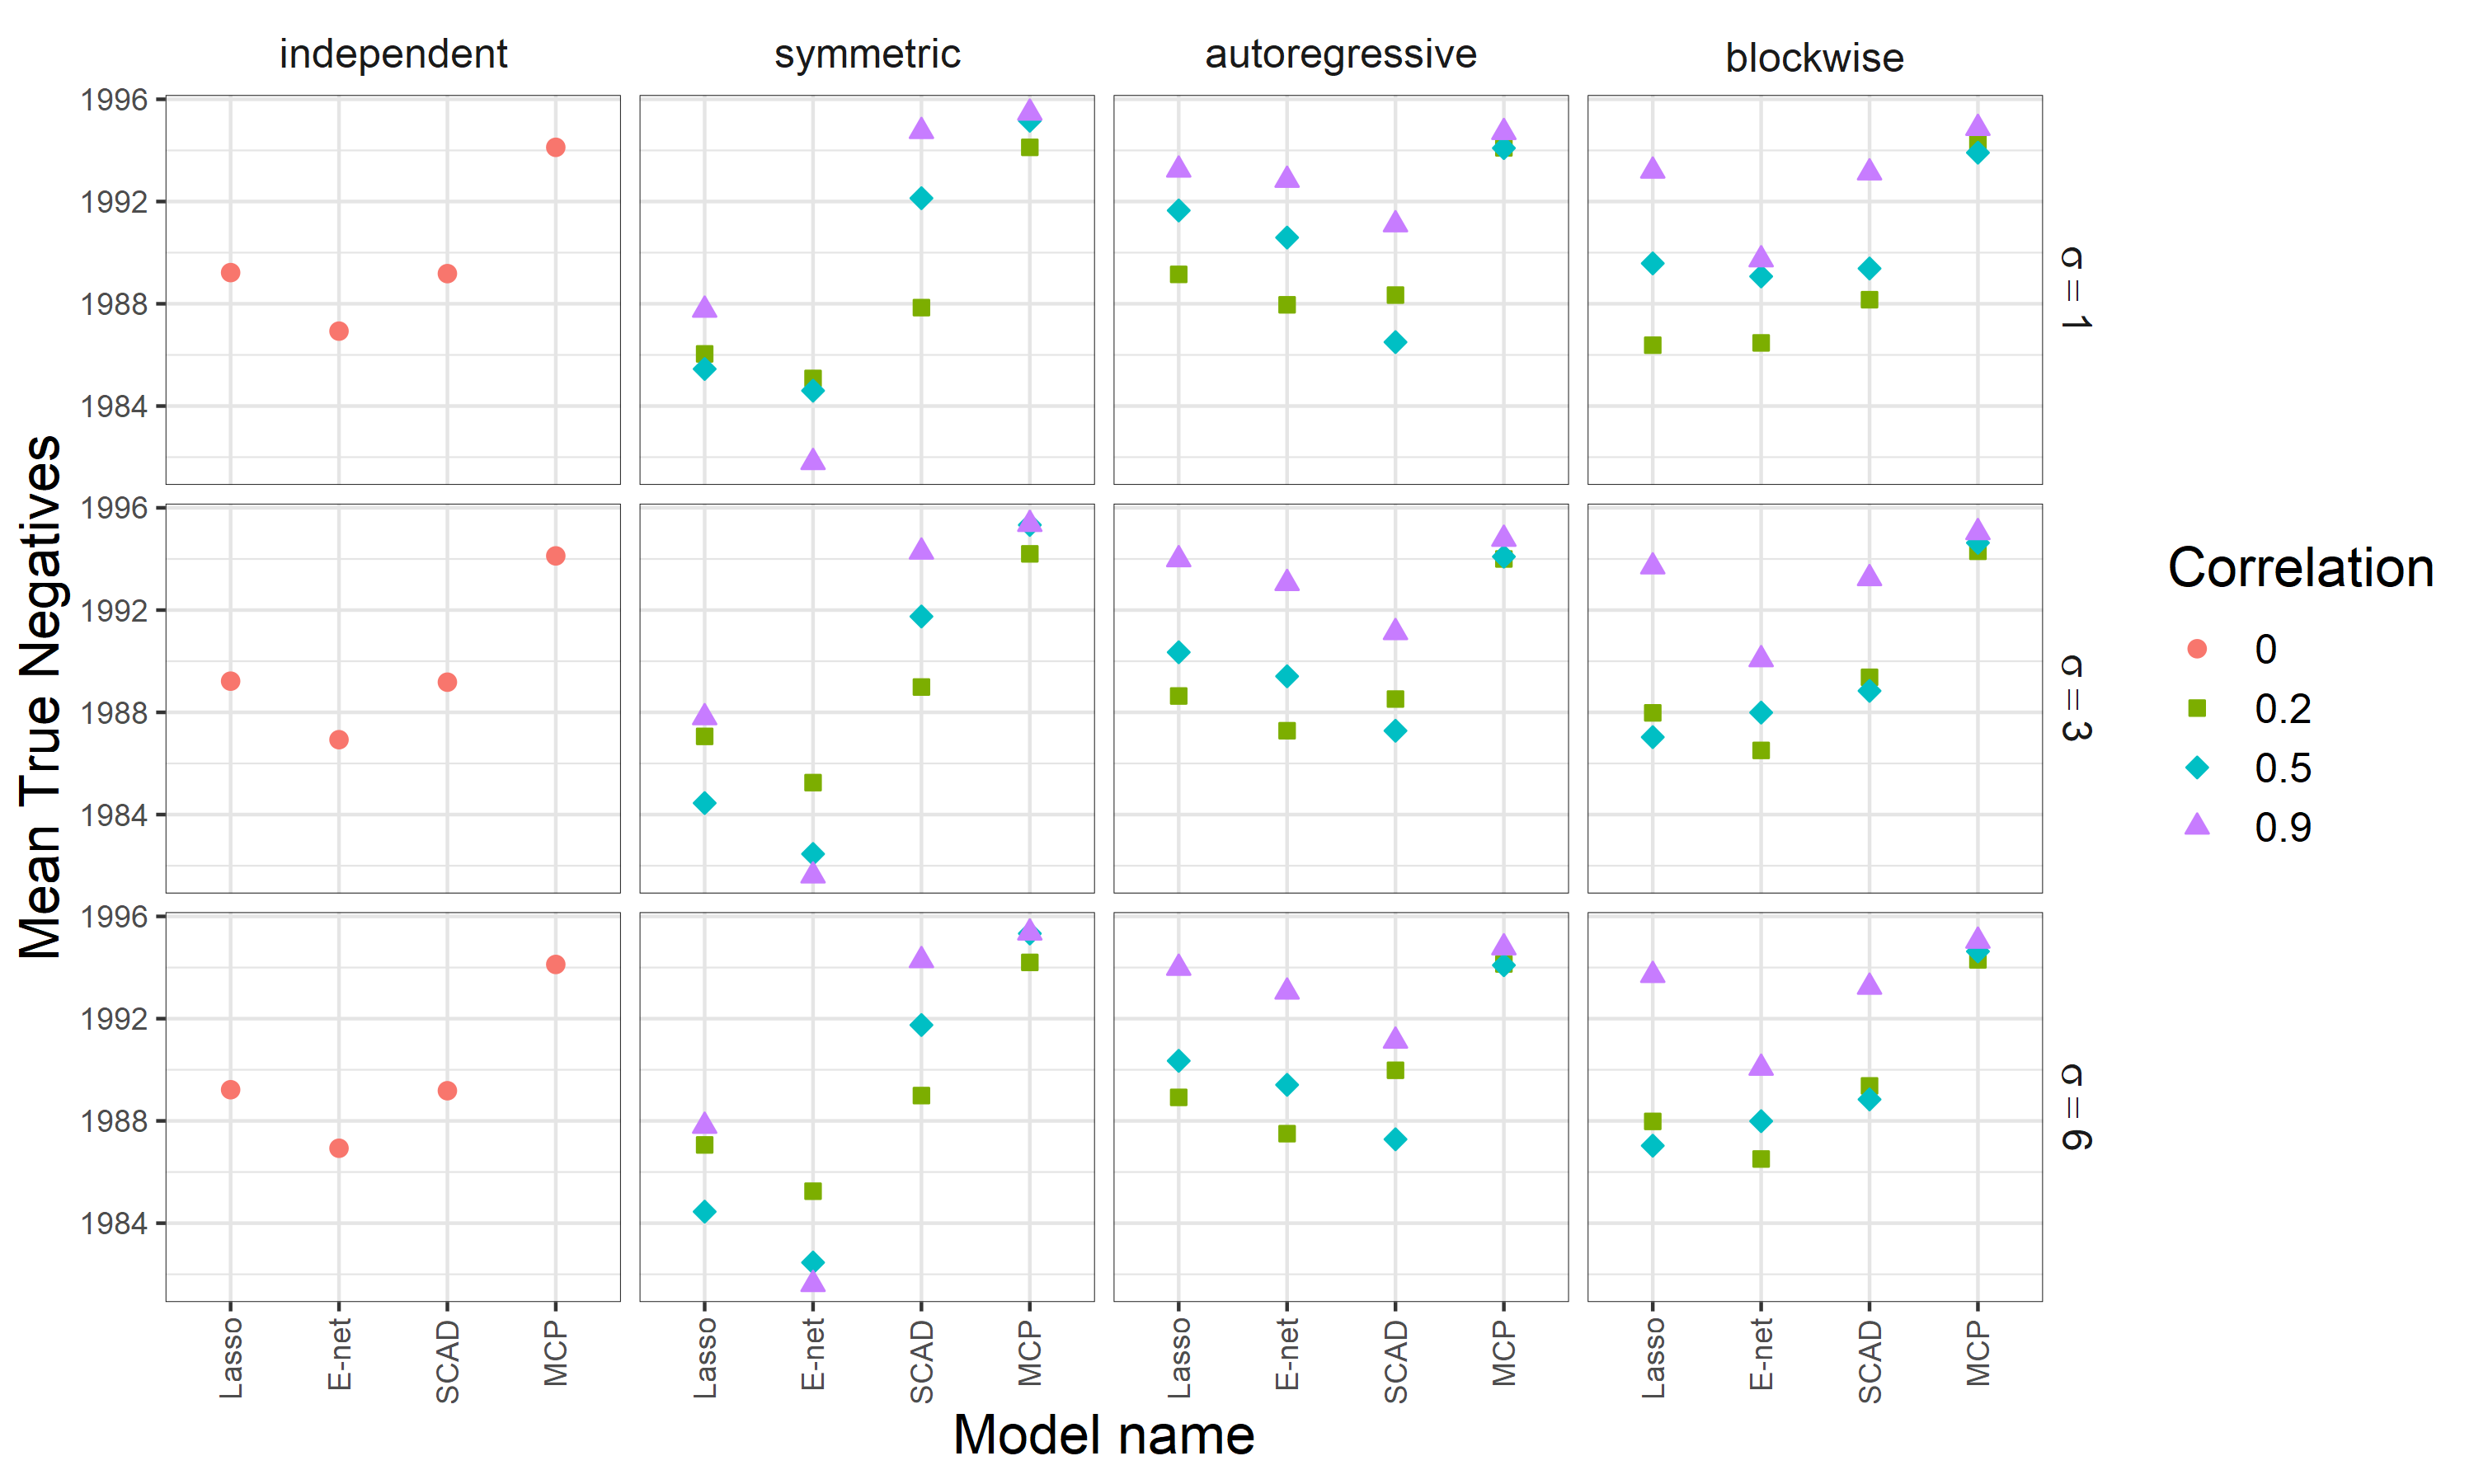 independent symmetric autoregressive blockwise
1996
1992
1988
1984
σ = 1
1996
1992
1988
1984
σ = 3
1996
1992
1988
1984
σ = 6
Mean True Negatives
Lasso E-net SCAD MCP Lasso E-net SCAD MCP Lasso E-net SCAD MCP Lasso E-net SCAD MCP
Model name
Correlation
0
0.2
0.5
0.9